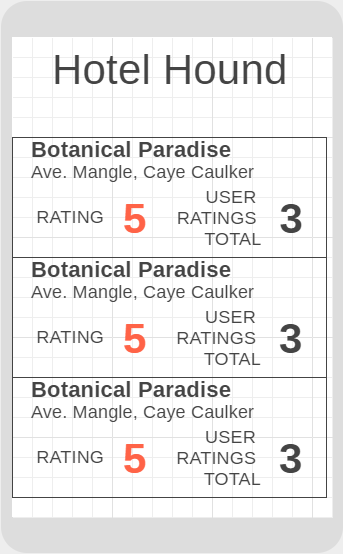 Hotel Hound
Botanical Paradise
Ave. Mangle, Caye Caulker
RATING 5 USER RATINGS TOTAL 3
Botanical Paradise
Ave. Mangle, Caye Caulker
RATING 5 USER RATINGS TOTAL 3
Botanical Paradise
Ave. Mangle, Caye Caulker
RATING 5 USER RATINGS TOTAL 3